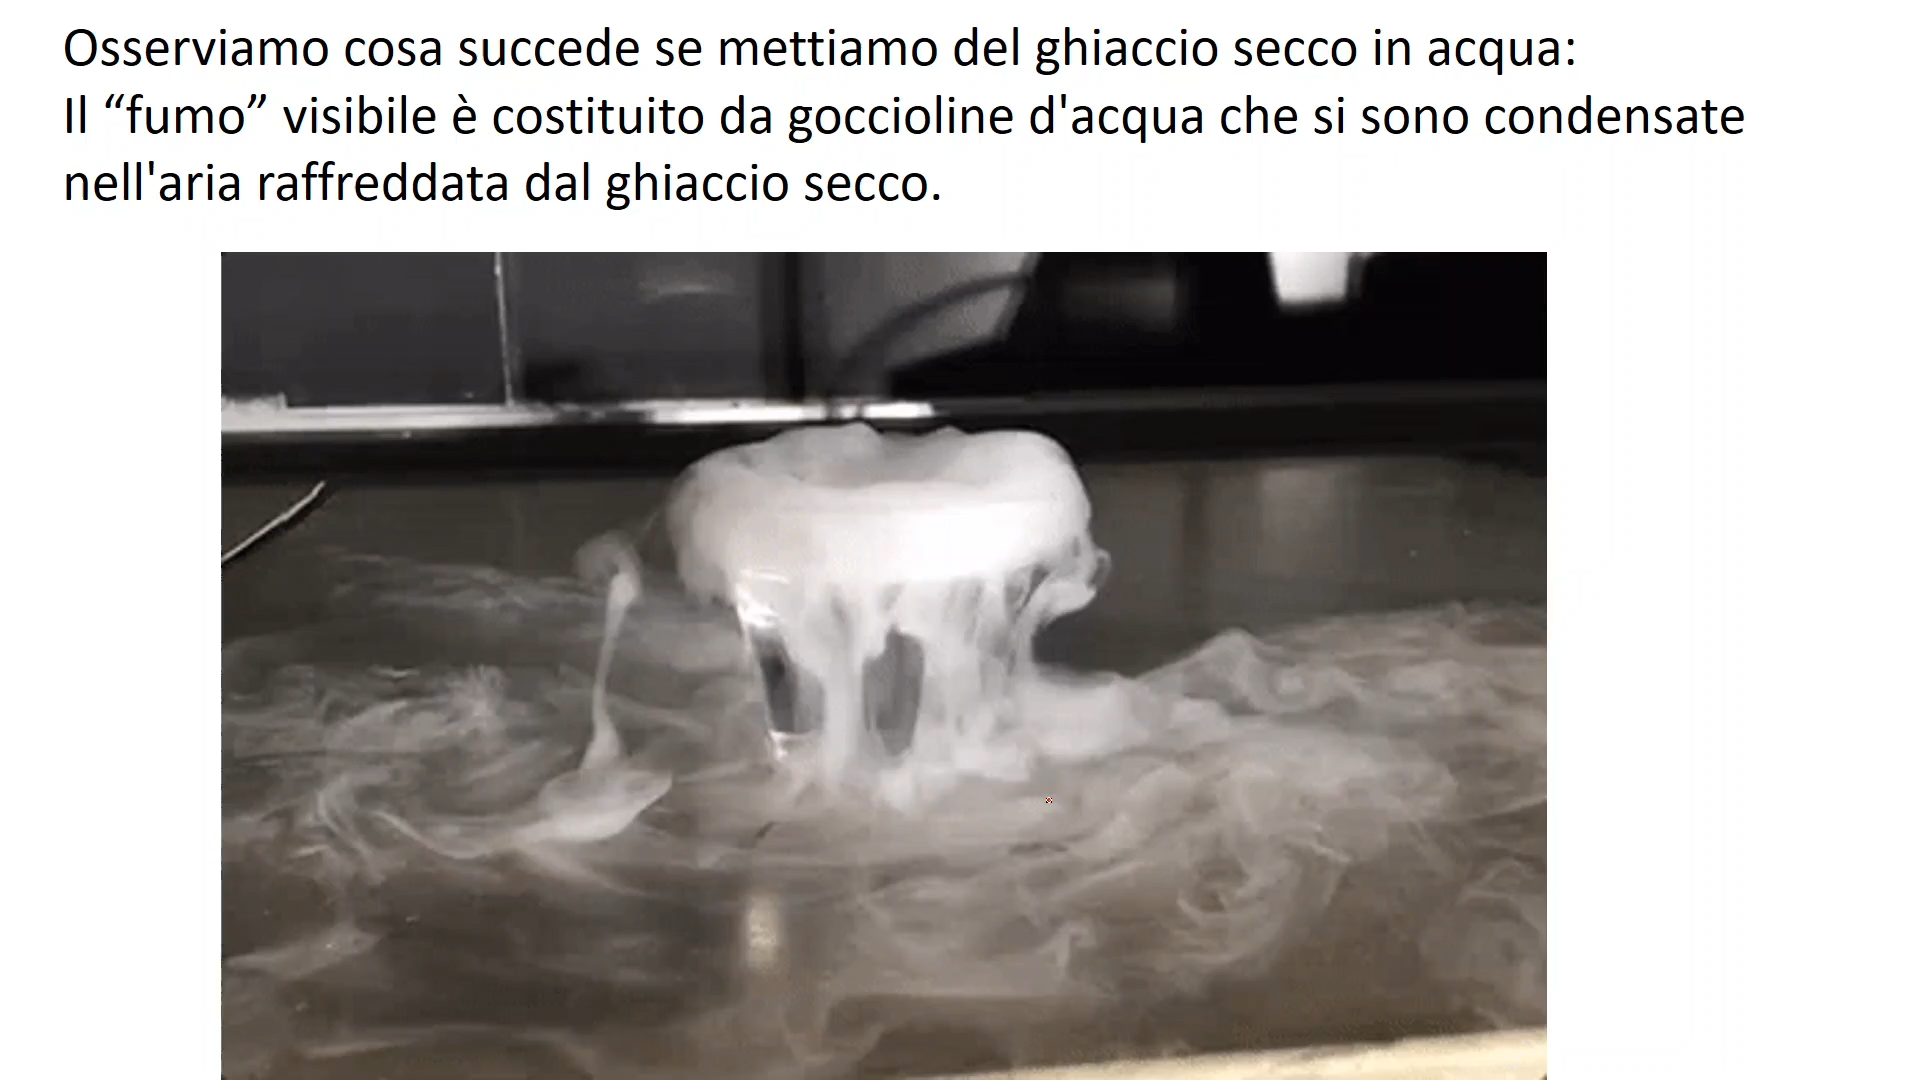 Osserviamo cosa succede se mettiamo del ghiaccio secco in acqua:
Il “fumo” visibile è costituito da goccioline d'acqua che si sono condensate
nell'aria raffreddata dal ghiaccio secco.